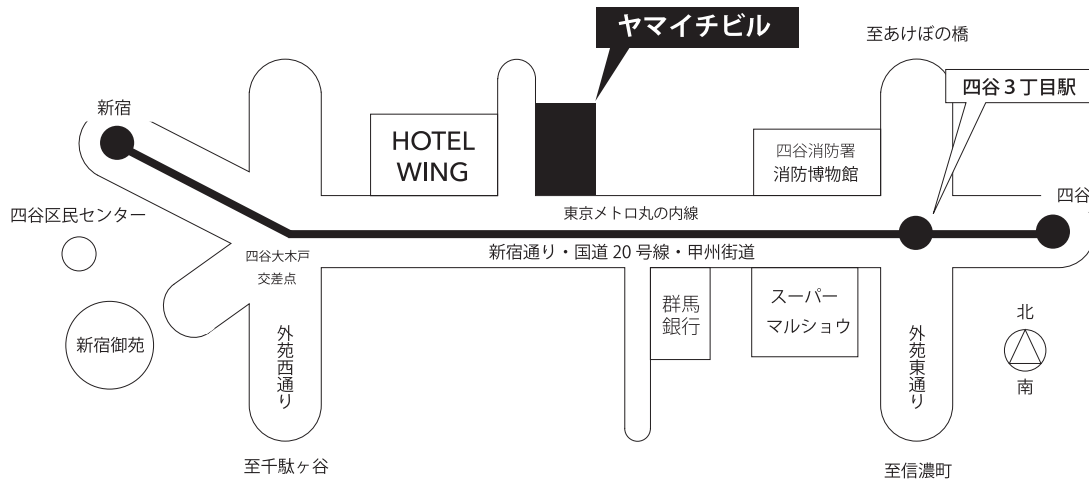 ヤマイチビル
至あけぼの橋
四谷3丁目駅
新宿
HOTEL
WING
四谷消防署
消防博物館
四谷
四谷区民センター
東京メトロ丸の内線
新宿通り・国道20号線・甲州街道
四谷大木戸
交差点
群馬
銀行
スーパー
マルショウ
新宿御苑
外苑西通り
外苑東通り
北
南
至千駄ヶ谷
至信濃町